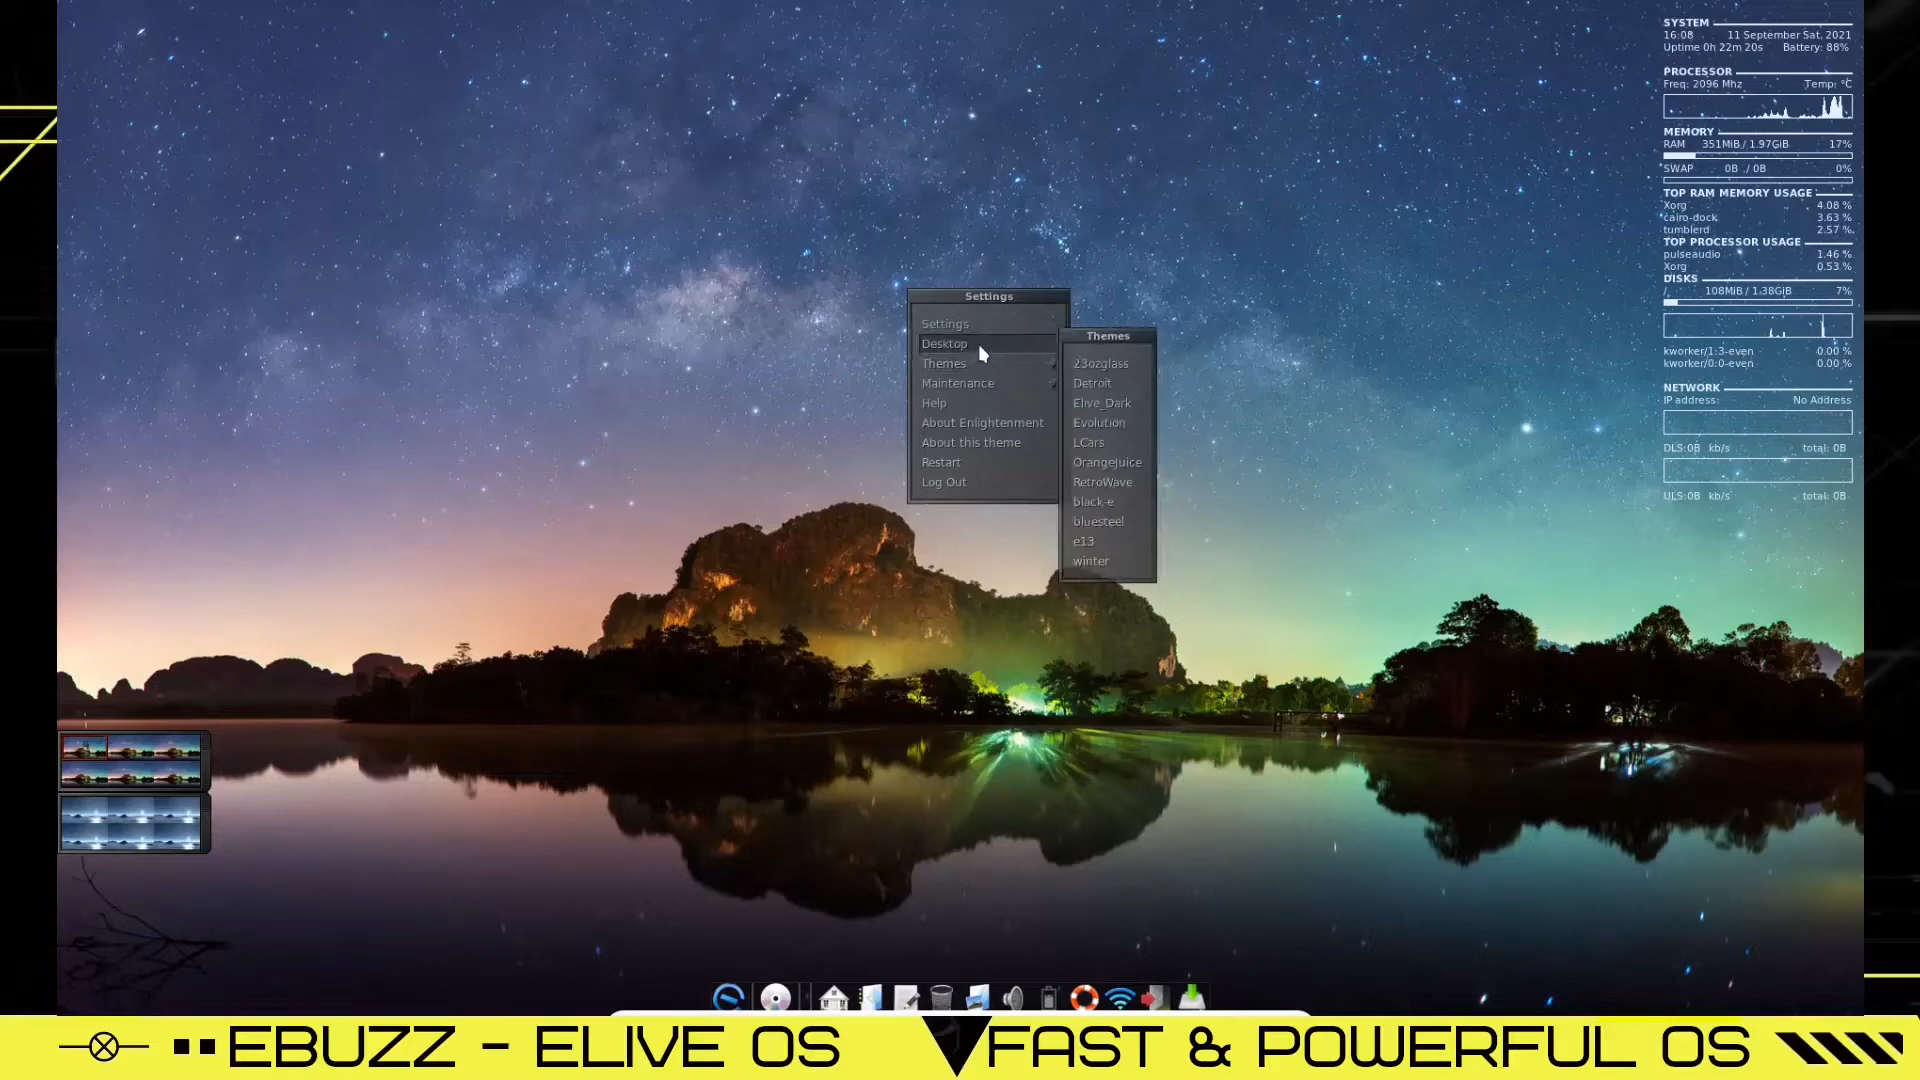 SYSTEM
16:08 11 September Sat, 2021
Uptime 0h 22m 20s Battery: 88%
PROCESSOR
Freq: 2096 Mhz Temp: °C
MEMORY
RAM 351MiB / 1.97GiB 17%
SWAP 0B / 0B 0%
TOP RAM MEMORY USAGE
Xorg 4.08 %
cairo-dock 3.63 %
tumblerd 2.57 %
TOP PROCESSOR USAGE
pulseaudio 1.46 %
Xorg 0.53 %
DISKS
/ 108MiB / 1.38GiB 7%
kworker/1:3-even 0.00 %
kworker/0:0-even 0.00 %
NETWORK
IP address: No Address
DLS:0B kb/s total: 0B
ULS:0B kb/s total: 0B
Settings
Settings
Desktop
Themes
Maintenance
Help
About Enlightenment
About this theme
Restart
Log Out
Themes
23ozglass
Detroit
Elive_Dark
Evolution
LCars
OrangeJuice
RetroWave
black-e
bluesteel
e13
winter
EBUZZ - ELIVE OS FAST & POWERFUL OS